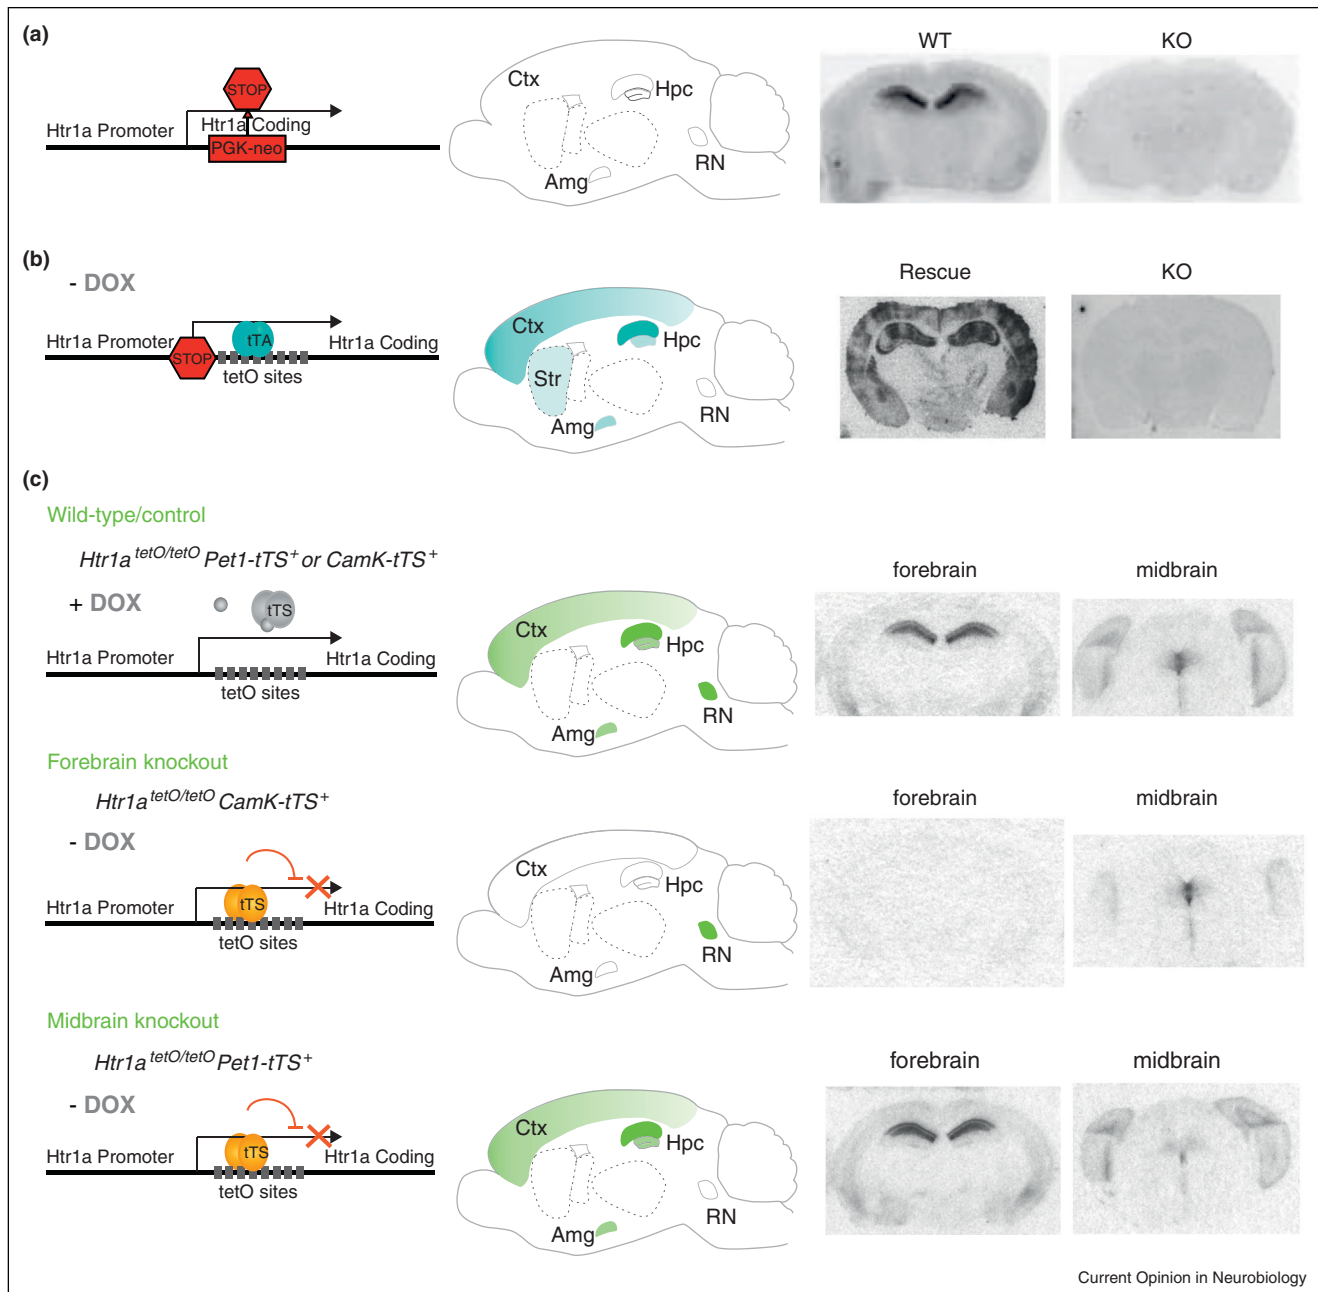 (a)
WT
KO
STOP
Ctx
Hpc
Htr1a Promoter
Htr1a Coding
PGK-neo
RN
Amg
(b)
- DOX
Rescue
KO
Ctx
Hpc
tTA
Htr1a Promoter
Htr1a Coding
STOP
tetO sites
Str
RN
Amg
(c)
Wild-type/control
Htr1a tetO/tetO Pet1-tTS+ or CamK-tTS+
forebrain
midbrain
+ DOX
tTS
Ctx
Hpc
Htr1a Promoter
Htr1a Coding
tetO sites
RN
Amg
Forebrain knockout
Htr1a tetO/tetO CamK-tTS+
forebrain
midbrain
- DOX
Ctx
Hpc
Htr1a Promoter
tTS
Htr1a Coding
tetO sites
RN
Amg
Midbrain knockout
Htr1a tetO/tetO Pet1-tTS+
forebrain
midbrain
- DOX
Ctx
Hpc
Htr1a Promoter
tTS
Htr1a Coding
tetO sites
RN
Amg
Current Opinion in Neurobiology